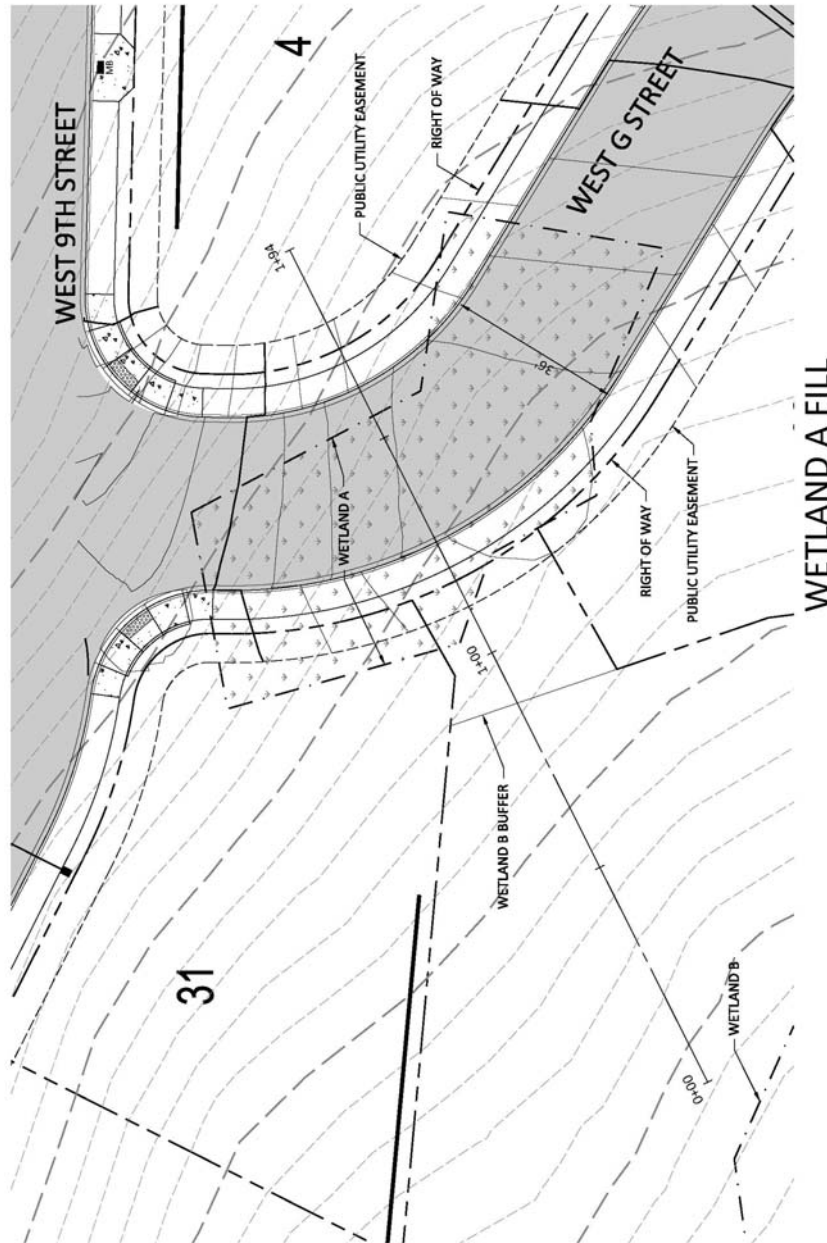 WEST 9TH STREET
MB
4
PUBLIC UTILITY EASEMENT
RIGHT OF WAY
WEST G STREET
1+94
36'
WETLAND A
RIGHT OF WAY
PUBLIC UTILITY EASEMENT
1+00
WETLAND B BUFFER
31
WETLAND B
0+00
WETLAND A FILL